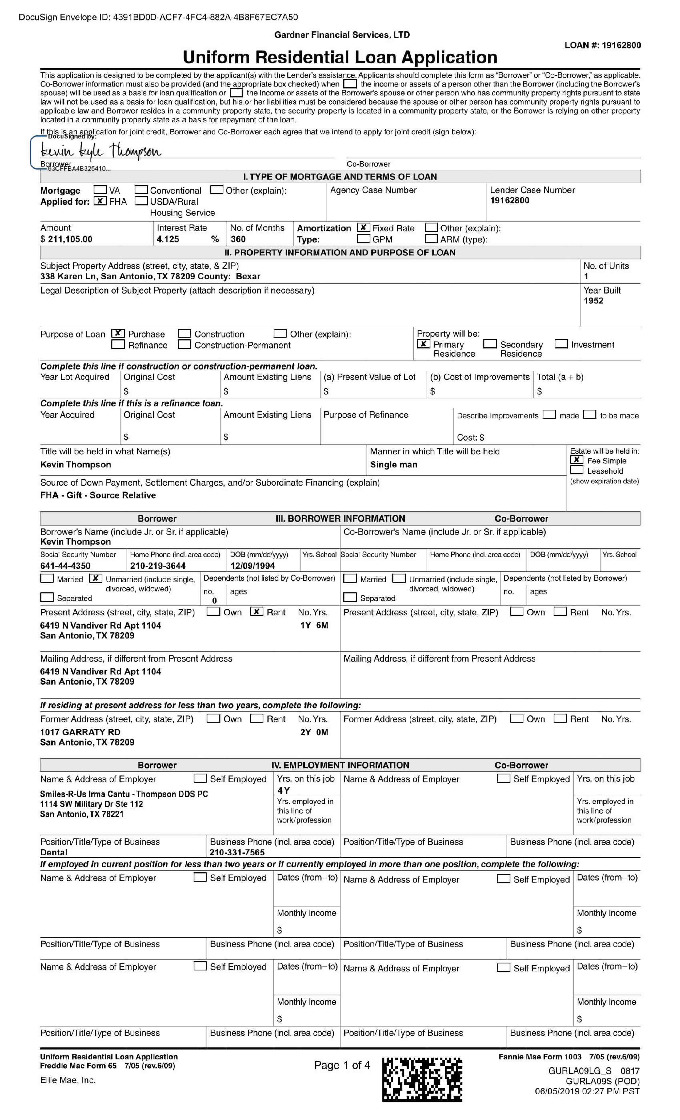 DocuSign Envelope ID: 4391BD0D-ACF7-4FC4-882A-4B8F67EC7A50
Gardner Financial Services, LTD
LOAN #: 19162800
Uniform Residential Loan Application
This application is designed to be completed by the applicant(s) with the Lender's assistance. Applicants should complete this form as "Borrower" or "Co-Borrower," as applicable.
Co-Borrower information must also be provided (and the appropriate box checked) when the income or assets of a person other than the Borrower (including the Borrower's
spouse) will be used as a basis for loan qualification or the income or assets of the Borrower's spouse or other person who has community property rights pursuant to state
law will not be used as a basis for loan qualification, but his or her liabilities must be considered because the spouse or other person has community property rights pursuant to
applicable law and Borrower resides in a community property state, the security property is located in a community property state, or the Borrower is relying on other property
located in a community property state as a basis for repayment of the loan.
If this is an application for joint credit, Borrower and Co-Borrower each agree that we intend to apply for joint credit (sign below):
DocuSigned by:
Kevin Kyle Thompson
Borrower Co-Borrower
I. TYPE OF MORTGAGE AND TERMS OF LOAN
Mortgage VA Conventional Other (explain): Agency Case Number Lender Case Number
Applied for: X FHA USDA/Rural 19162800
Housing Service
Amount Interest Rate No. of Months Amortization X Fixed Rate Other (explain):
$ 211,105.00 4.125 % 360 Type: GPM ARM (type):
II. PROPERTY INFORMATION AND PURPOSE OF LOAN
Subject Property Address (street, city, state, & ZIP) No. of Units
338 Karen Ln, San Antonio, TX 78209 County: Bexar 1
Legal Description of Subject Property (attach description if necessary) Year Built
1952
Purpose of Loan X Purchase Construction Other (explain): Property will be:
Refinance Construction-Permanent X Primary Residence Secondary Residence Investment
Complete this line if construction or construction-permanent loan.
Year Lot Acquired Original Cost Amount Existing Liens (a) Present Value of Lot (b) Cost of Improvements Total (a + b)
$ $ $ $ $
Complete this line if this is a refinance loan.
Year Acquired Original Cost Amount Existing Liens Purpose of Refinance Describe Improvements made to be made
$ $ Cost: $
Title will be held in what Name(s) Manner in which Title will be held Estate will be held in:
Kevin Thompson Single man X Fee Simple
Leasehold
Source of Down Payment, Settlement Charges, and/or Subordinate Financing (explain) (show expiration date)
FHA - Gift - Source Relative
Borrower III. BORROWER INFORMATION Co-Borrower
Borrower's Name (include Jr. or Sr. if applicable) Co-Borrower's Name (include Jr. or Sr. if applicable)
Kevin Thompson
Social Security Number Home Phone (incl. area code) DOB (mm/dd/yyyy) Yrs. School Social Security Number Home Phone (incl. area code) DOB (mm/dd/yyyy) Yrs. School
641-44-4350 210-219-3644 12/09/1994
Married X Unmarried (include single, Dependents (not listed by Co-Borrower) Married Unmarried (include single, Dependents (not listed by Borrower)
Separated divorced, widowed) no. ages Separated divorced, widowed) no. ages
0
Present Address (street, city, state, ZIP) Own X Rent No. Yrs. Present Address (street, city, state, ZIP) Own Rent No. Yrs.
6419 N Vandiver Rd Apt 1104 1Y 6M
San Antonio, TX 78209
Mailing Address, if different from Present Address Mailing Address, if different from Present Address
6419 N Vandiver Rd Apt 1104
San Antonio, TX 78209
If residing at present address for less than two years, complete the following:
Former Address (street, city, state, ZIP) Own Rent No. Yrs. Former Address (street, city, state, ZIP) Own Rent No. Yrs.
1017 GARRATY RD 2Y 0M
San Antonio, TX 78209
Borrower IV. EMPLOYMENT INFORMATION Co-Borrower
Name & Address of Employer Self Employed Yrs. on this job Name & Address of Employer Self Employed Yrs. on this job
4Y
Smiles-R-Us Irma Cantu - Thompson DDS PC Yrs. employed in Yrs. employed in
1114 SW Military Dr Ste 112 this line of this line of
San Antonio, TX 78221 work/profession work/profession
Position/Title/Type of Business Business Phone (incl. area code) Position/Title/Type of Business Business Phone (incl. area code)
Dental 210-331-7565
If employed in current position for less than two years or if currently employed in more than one position, complete the following:
Name & Address of Employer Self Employed Dates (from–to) Name & Address of Employer Self Employed Dates (from–to)
Monthly Income Monthly Income
$ $
Position/Title/Type of Business Business Phone (incl. area code) Position/Title/Type of Business Business Phone (incl. area code)
Name & Address of Employer Self Employed Dates (from–to) Name & Address of Employer Self Employed Dates (from–to)
Monthly Income Monthly Income
$ $
Position/Title/Type of Business Business Phone (incl. area code) Position/Title/Type of Business Business Phone (incl. area code)
Uniform Residential Loan Application Fannie Mae Form 1003 7/05 (rev.6/09)
Freddie Mac Form 65 7/05 (rev.6/09) Page 1 of 4
GURLA09LG_S 0817
Ellie Mae, Inc. GURLA09S (POD)
06/05/2019 02:27 PM PST